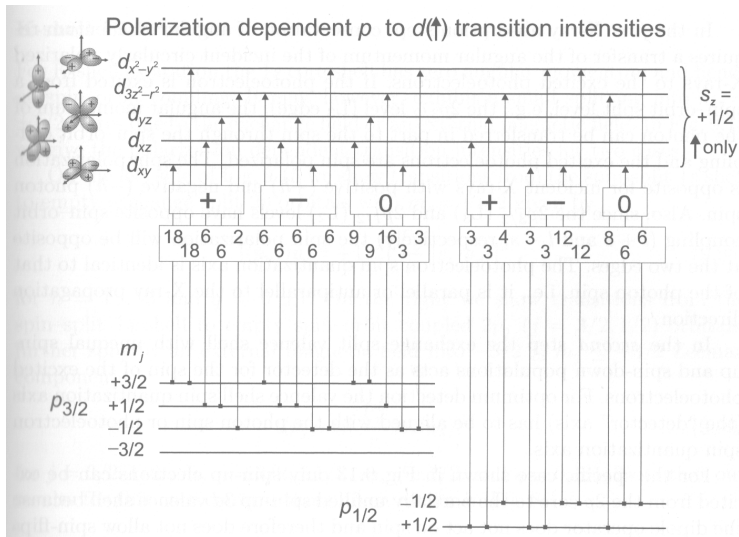 Polarization dependent p to d(↑) transition intensities
dx²−y²
d3z²−r²
dyz
dxz
dxy
sz =
+1/2
↑ only
+ − 0 + − 0
18 6 2 6 6 6 9 16 3 3 4 3 12 8 6
18 6 6 6 6 9 3 3 3 12 6
mj
+3/2
p3/2 +1/2
−1/2
−3/2
p1/2 −1/2
+1/2